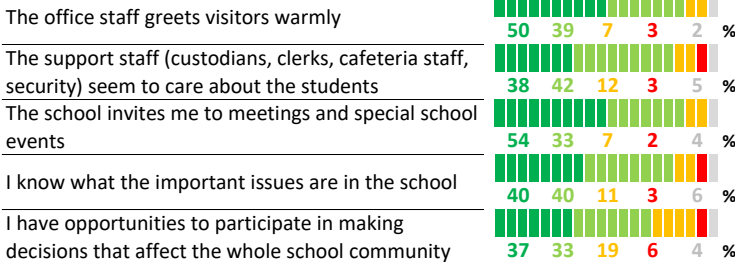 The office staff greets visitors warmly
50 39 7 3 2 %
The support staff (custodians, clerks, cafeteria staff,
security) seem to care about the students
38 42 12 3 5 %
The school invites me to meetings and special school
events
54 33 7 2 4 %
I know what the important issues are in the school
40 40 11 3 6 %
I have opportunities to participate in making
decisions that affect the whole school community
37 33 19 6 4 %